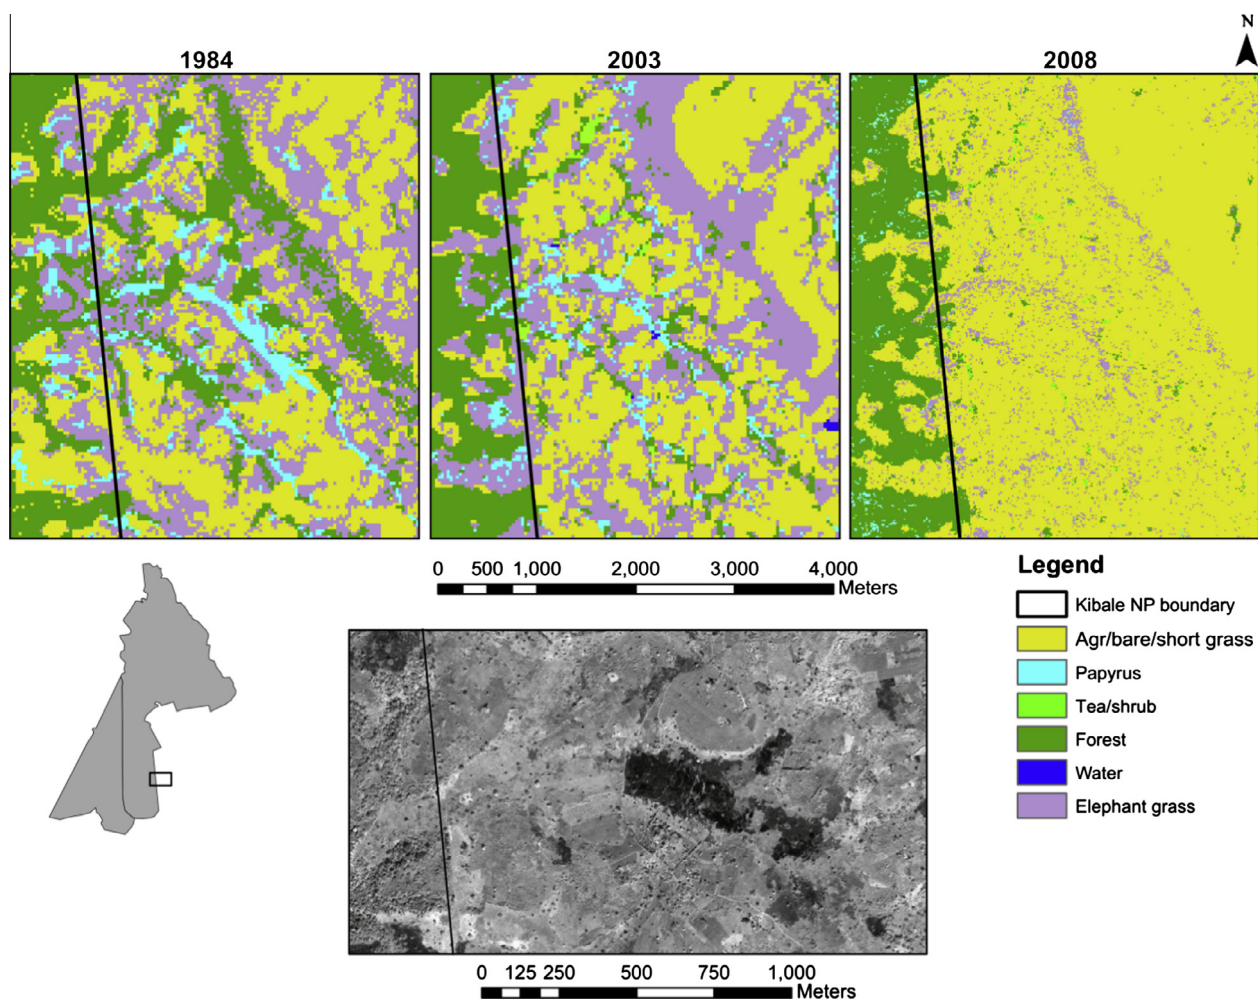 N
1984 2003 2008
0 500 1,000 2,000 3,000 4,000
Meters
Legend
Kibale NP boundary
Agr/bare/short grass
Papyrus
Tea/shrub
Forest
Water
Elephant grass
0 125 250 500 750 1,000
Meters